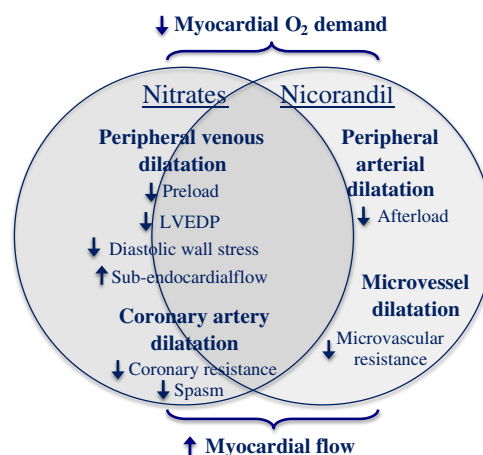 ↓ Myocardial O₂ demand
Nitrates
Peripheral venous
dilatation
↓ Preload
↓ LVEDP
↓ Diastolic wall stress
↑ Sub-endocardialflow
Coronary artery
dilatation
↓ Coronary resistance
↓ Spasm
Nicorandil
Peripheral
arterial
dilatation
↓ Afterload
Microvessel
dilatation
↓ Microvascular
resistance
↑ Myocardial flow